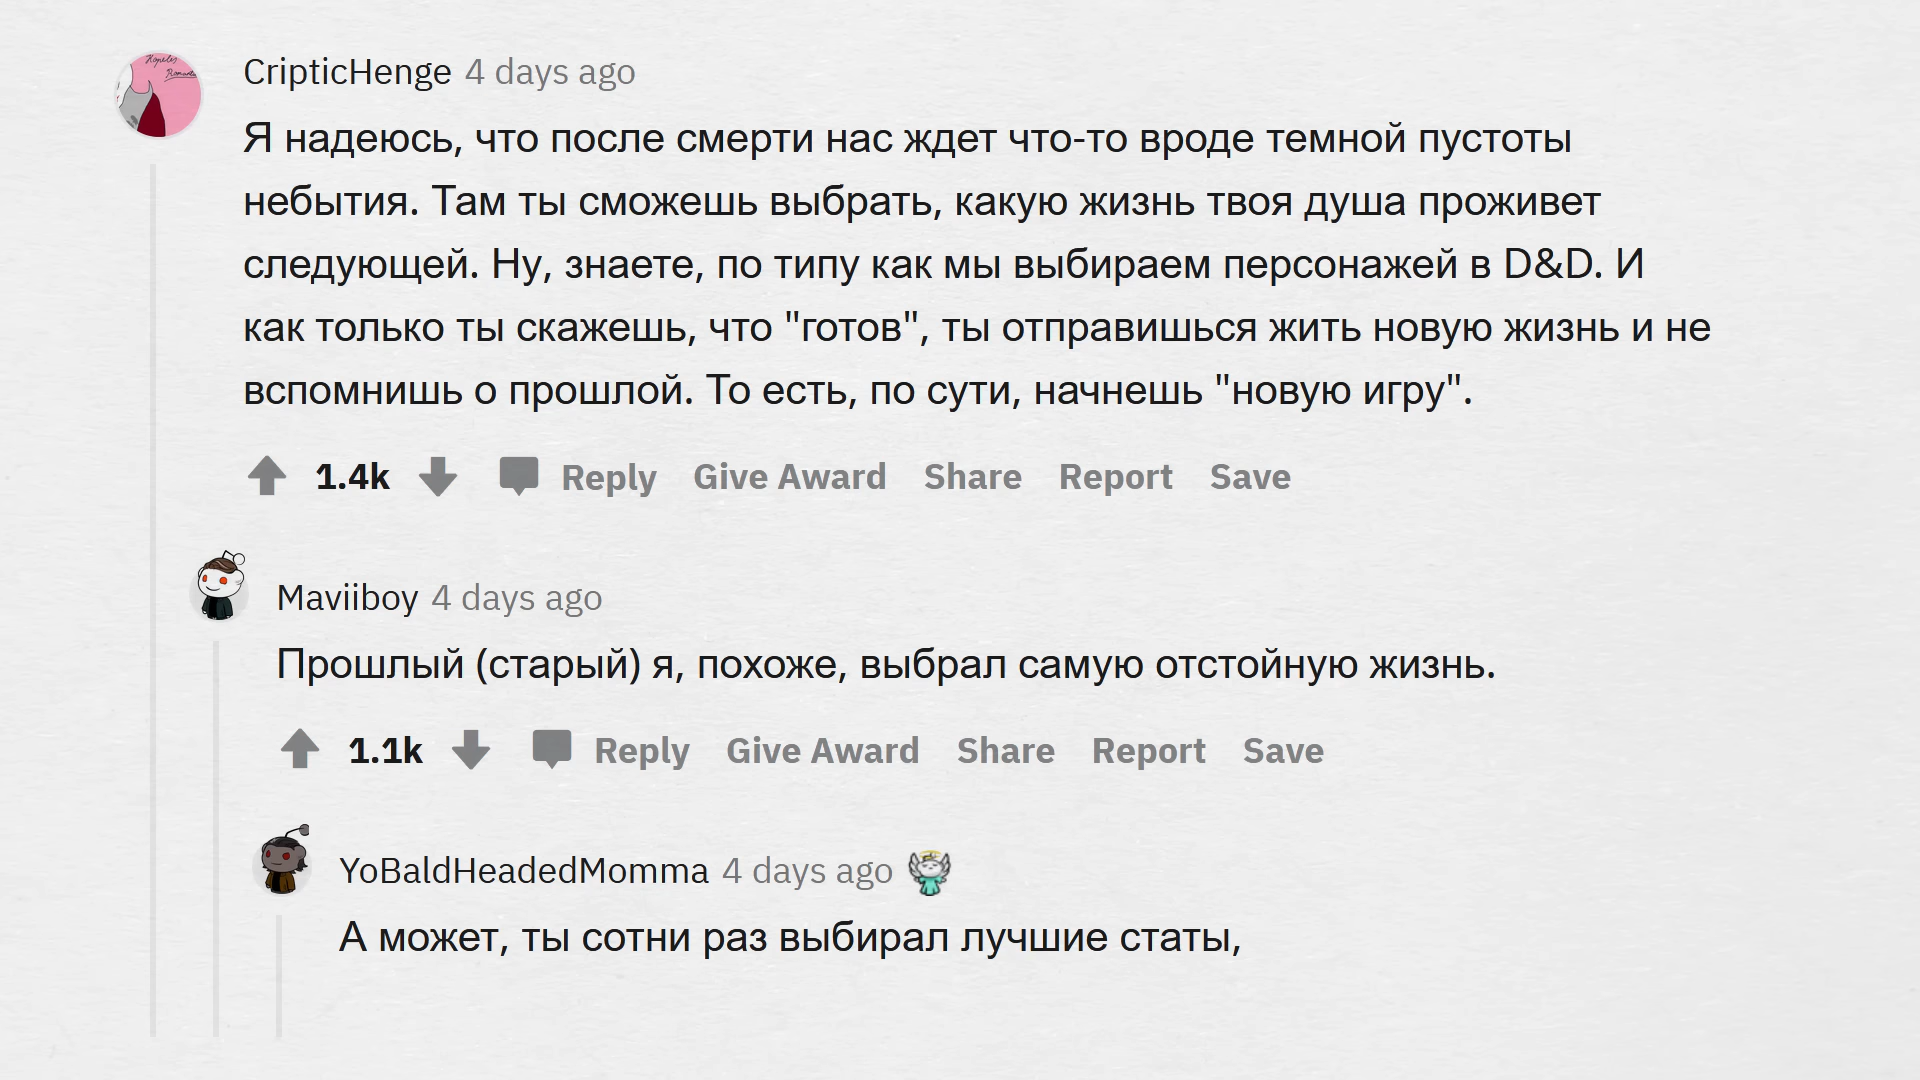 CripticHenge 4 days ago
Я надеюсь, что после смерти нас ждет что-то вроде темной пустоты
небытия. Там ты сможешь выбрать, какую жизнь твоя душа проживет
следующей. Ну, знаете, по типу как мы выбираем персонажей в D&D. И
как только ты скажешь, что "готов", ты отправишься жить новую жизнь и не
вспомнишь о прошлой. То есть, по сути, начнешь "новую игру".
1.4k Reply Give Award Share Report Save
Maviiboy 4 days ago
Прошлый (старый) я, похоже, выбрал самую отстойную жизнь.
1.1k Reply Give Award Share Report Save
YoBaldHeadedMomma 4 days ago
А может, ты сотни раз выбирал лучшие статы,